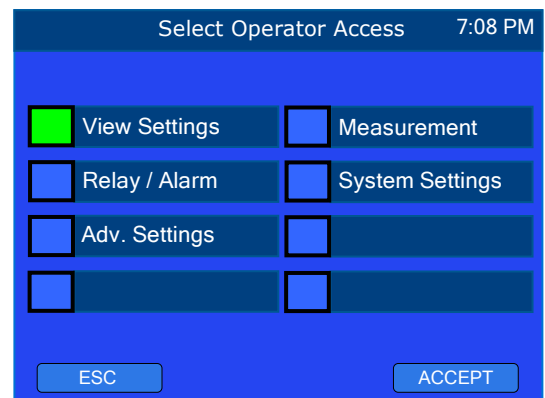 Select Operator Access 7:08 PM
View Settings Measurement
Relay / Alarm System Settings
Adv. Settings
ESC ACCEPT